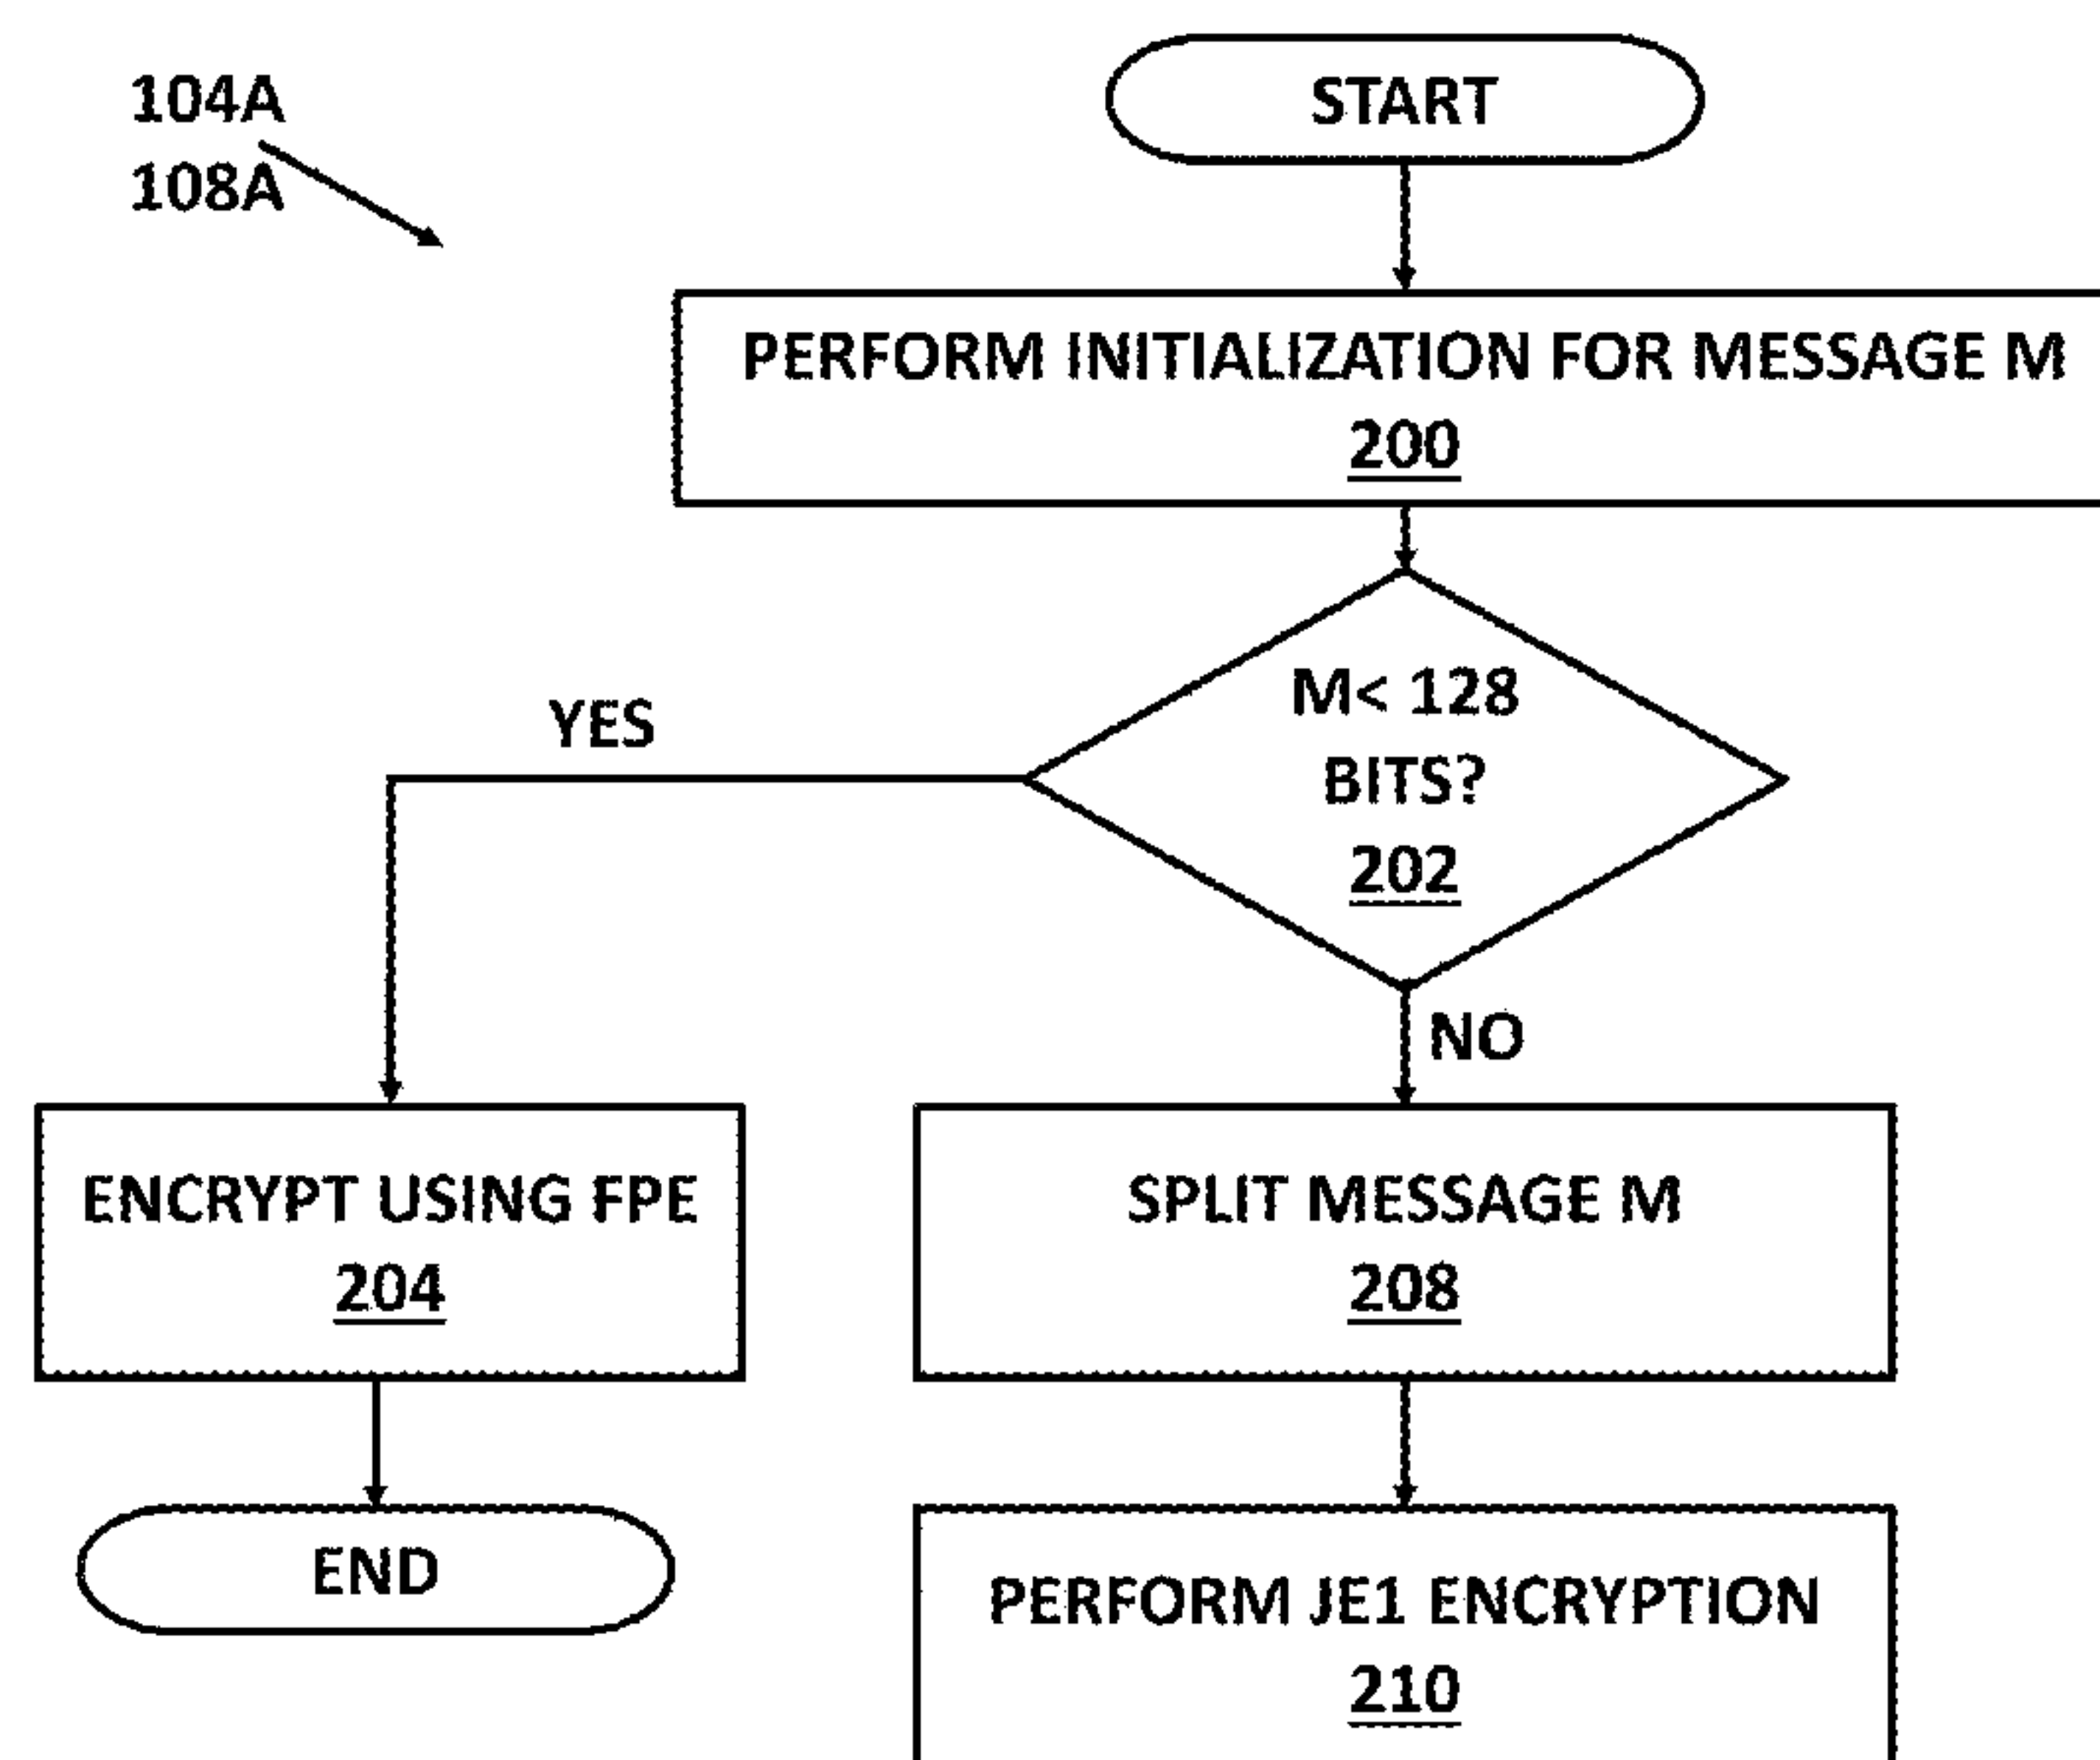 104A
108A
START
PERFORM INITIALIZATION FOR MESSAGE M
200
M< 128
BITS?
202
YES
NO
ENCRYPT USING FPE
204
SPLIT MESSAGE M
208
END
PERFORM JE1 ENCRYPTION
210